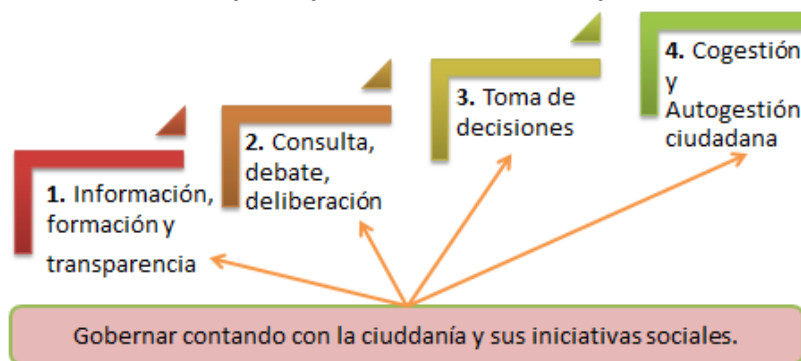 1. Información,
formación y
transparencia
2. Consulta,
debate,
deliberación
3. Toma de
decisiones
4. Cogestión
y
Autogestión
ciudadana
Gobernar contando con la ciuddanía y sus iniciativas sociales.